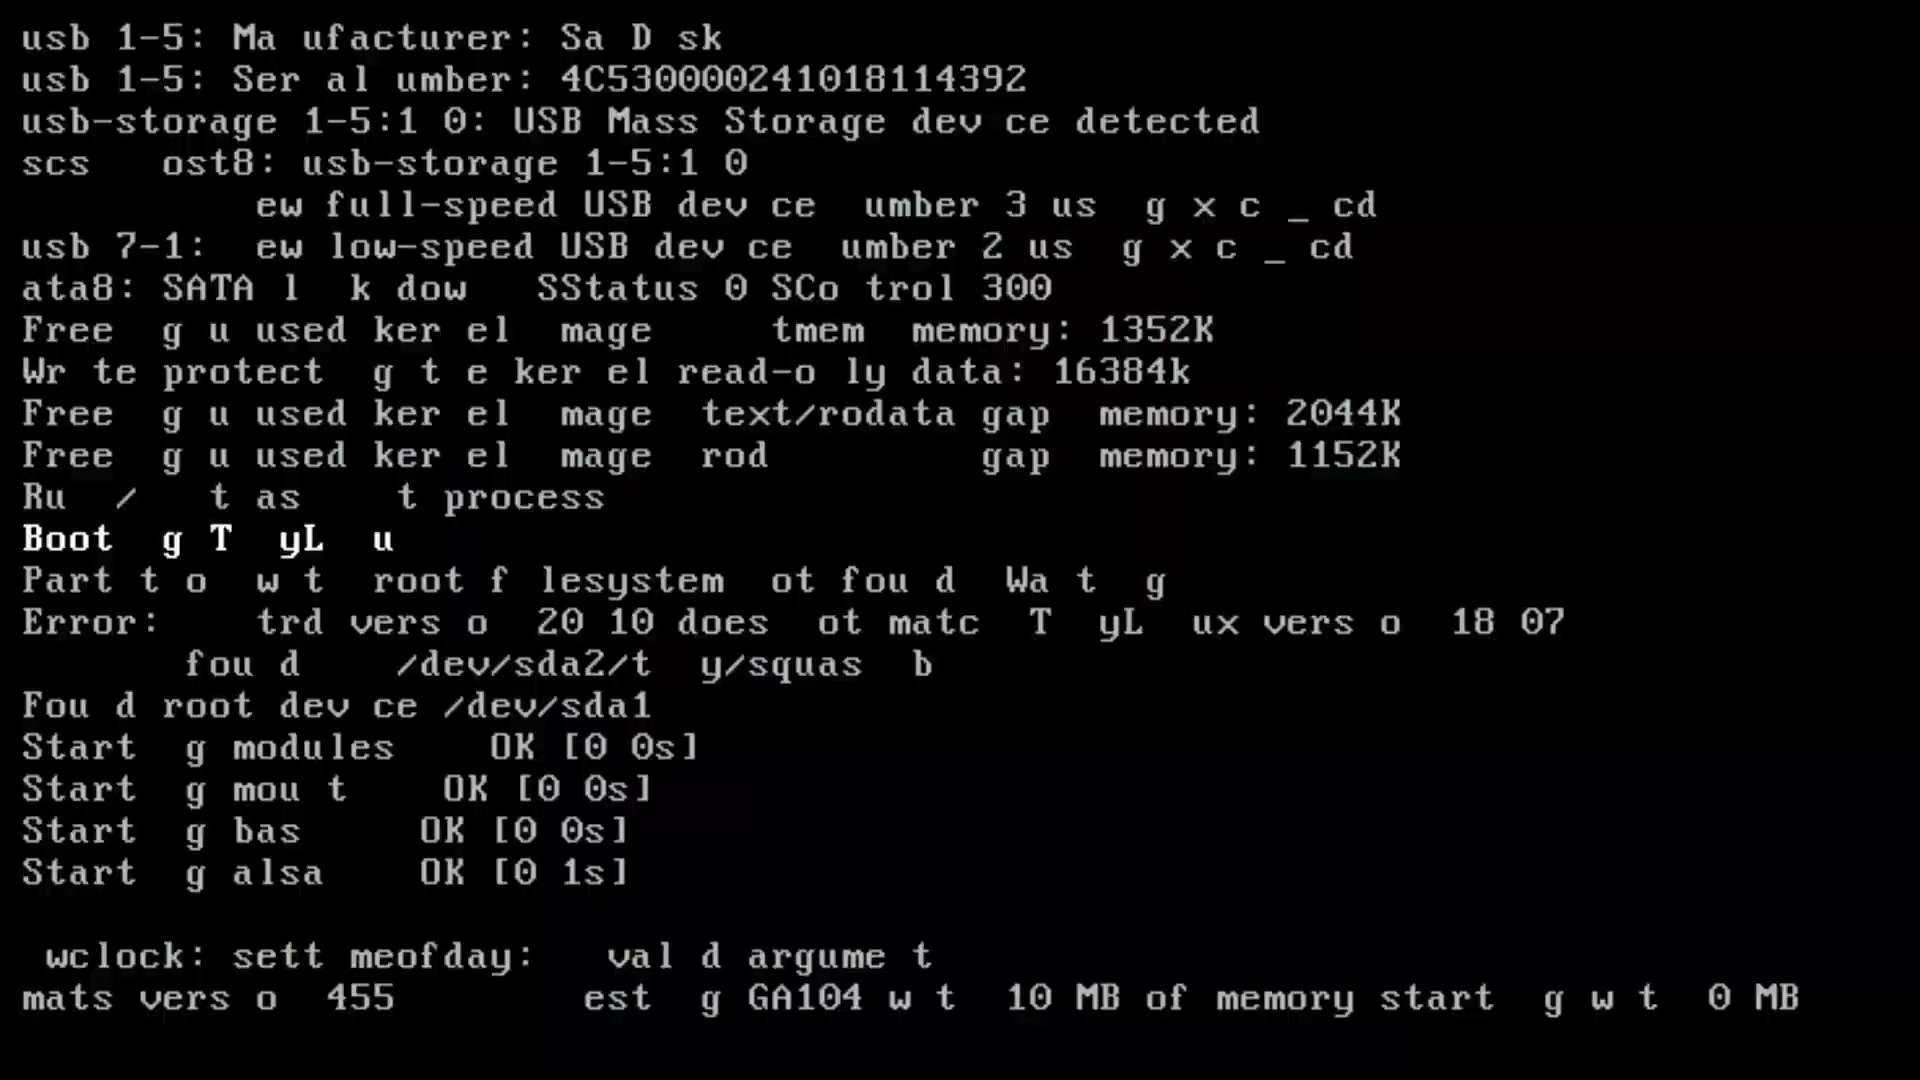 usb 1-5: Ma ufacturer: Sa D sk
usb 1-5: Ser al umber: 4C530000241018114392
usb-storage 1-5:1 0: USB Mass Storage dev ce detected
scs   ost8: usb-storage 1-5:1 0
ew full-speed USB dev ce  umber 3 us  g x c _ cd
usb 7-1:  ew low-speed USB dev ce  umber 2 us  g x c _ cd
ata8: SATA l  k dow   SStatus 0 SCo trol 300
Free  g u used ker el  mage     tmem  memory: 1352K
Wr te protect  g t e ker el read-o ly data: 16384k
Free  g u used ker el  mage  text/rodata gap  memory: 2044K
Free  g u used ker el  mage  rod         gap  memory: 1152K
Ru  /   t as    t process
Boot  g T  yL  u
Part t o  w t  root f lesystem  ot fou d  Wa t  g
Error:    trd vers o  20 10 does  ot matc  T  yL  ux vers o  18 07
fou d    /dev/sda2/t  y/squas  b
Fou d root dev ce /dev/sda1
Start  g modules    OK [0 0s]
Start  g mou t    OK [0 0s]
Start  g bas     OK [0 0s]
Start  g alsa    OK [0 1s]
wclock: sett meofday:   val d argume t
mats vers o  455        est  g GA104 w t  10 MB of memory start  g w t  0 MB